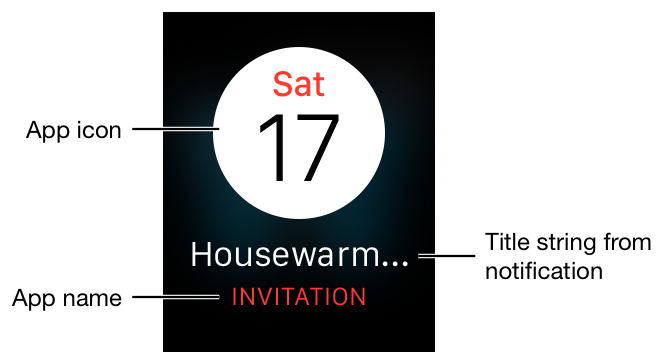 Sat
App icon
17
Housewarm...
Title string from
notification
App name
INVITATION